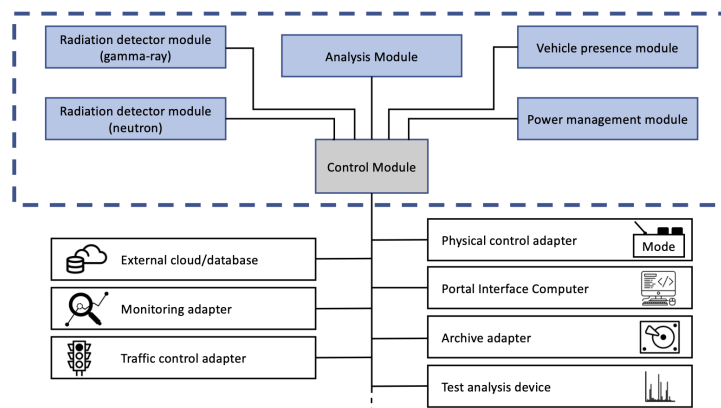 Radiation detector module
(gamma-ray)
Analysis Module
Vehicle presence module
Radiation detector module
(neutron)
Power management module
Control Module
External cloud/database
Monitoring adapter
Traffic control adapter
Physical control adapter
Mode
Portal Interface Computer
</>
Archive adapter
Test analysis device